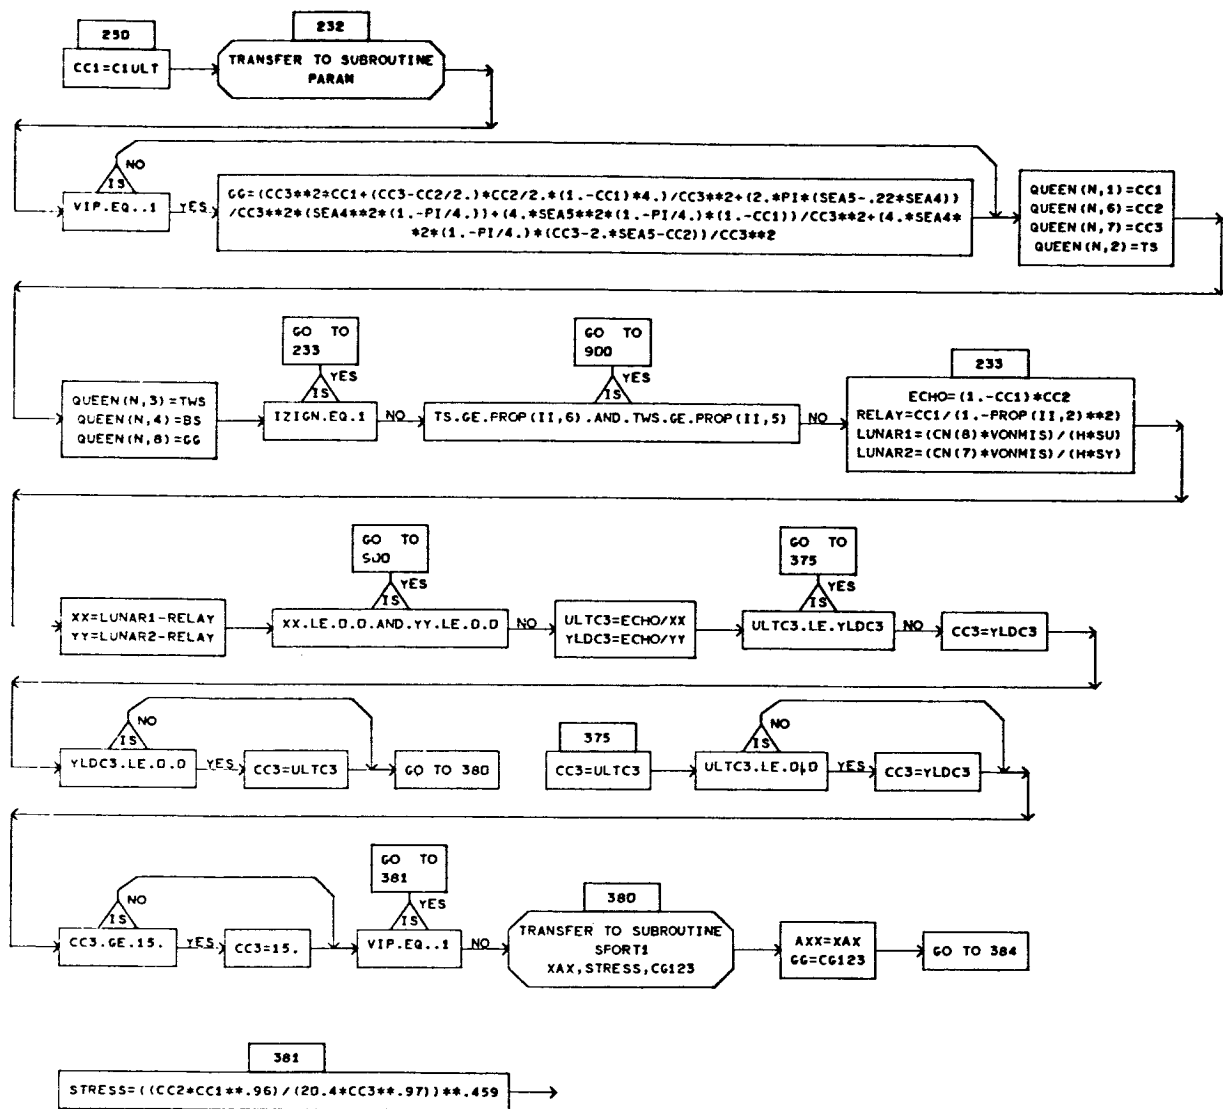 250
CC1=C1ULT
232
TRANSFER TO SUBROUTINE
PARAM
NO
IS
VIP.EQ..1
YES
GG=(CC3**2*CC1+(CC3-CC2/2.)*CC2/2.*(1.-CC1)*4.)/CC3**2+(2.*PI*(SEA5-.22*SEA4))
/CC3**2*(SEA4**2*(1.-PI/4.))+(4.*SEA5**2*(1.-PI/4.)*(1.-CC1))/CC3**2+(4.*SEA4*
*2*(1.-PI/4.)*(CC3-2.*SEA5-CC2))/CC3**2
QUEEN(N,1)=CC1
QUEEN(N,6)=CC2
QUEEN(N,7)=CC3
QUEEN(N,2)=TS
QUEEN(N,3)=TWS
QUEEN(N,4)=BS
QUEEN(N,8)=GG
GO TO
233
YES
IS
IZIGN.EQ.1
NO
GO TO
900
YES
IS
TS.GE.PROP(II,6).AND.TWS.GE.PROP(II,5)
NO
233
ECHO=(1.-CC1)*CC2
RELAY=CC1/(1.-PROP(II,2)**2)
LUNAR1=(CN(8)*VONMIS)/(H*SU)
LUNAR2=(CN(7)*VONMIS)/(H*SY)
XX=LUNAR1-RELAY
YY=LUNAR2-RELAY
GO TO
500
YES
IS
XX.LE.0.0.AND.YY.LE.0.0
NO
ULTC3=ECHO/XX
YLDC3=ECHO/YY
GO TO
375
YES
IS
ULTC3.LE.YLDC3
NO
CC3=YLDC3
NO
IS
YLDC3.LE.0.0
YES
CC3=ULTC3
GO TO 380
375
CC3=ULTC3
NO
IS
ULTC3.LE.0.0
YES
CC3=YLDC3
NO
IS
CC3.GE.15.
YES
CC3=15.
GO TO
381
YES
IS
VIP.EQ..1
NO
380
TRANSFER TO SUBROUTINE
SFORT1
XAX,STRESS,CG123
AXX=XAX
GG=CG123
GO TO 384
381
STRESS=((CC2*CC1**.96)/(20.4*CC3**.97))**.459